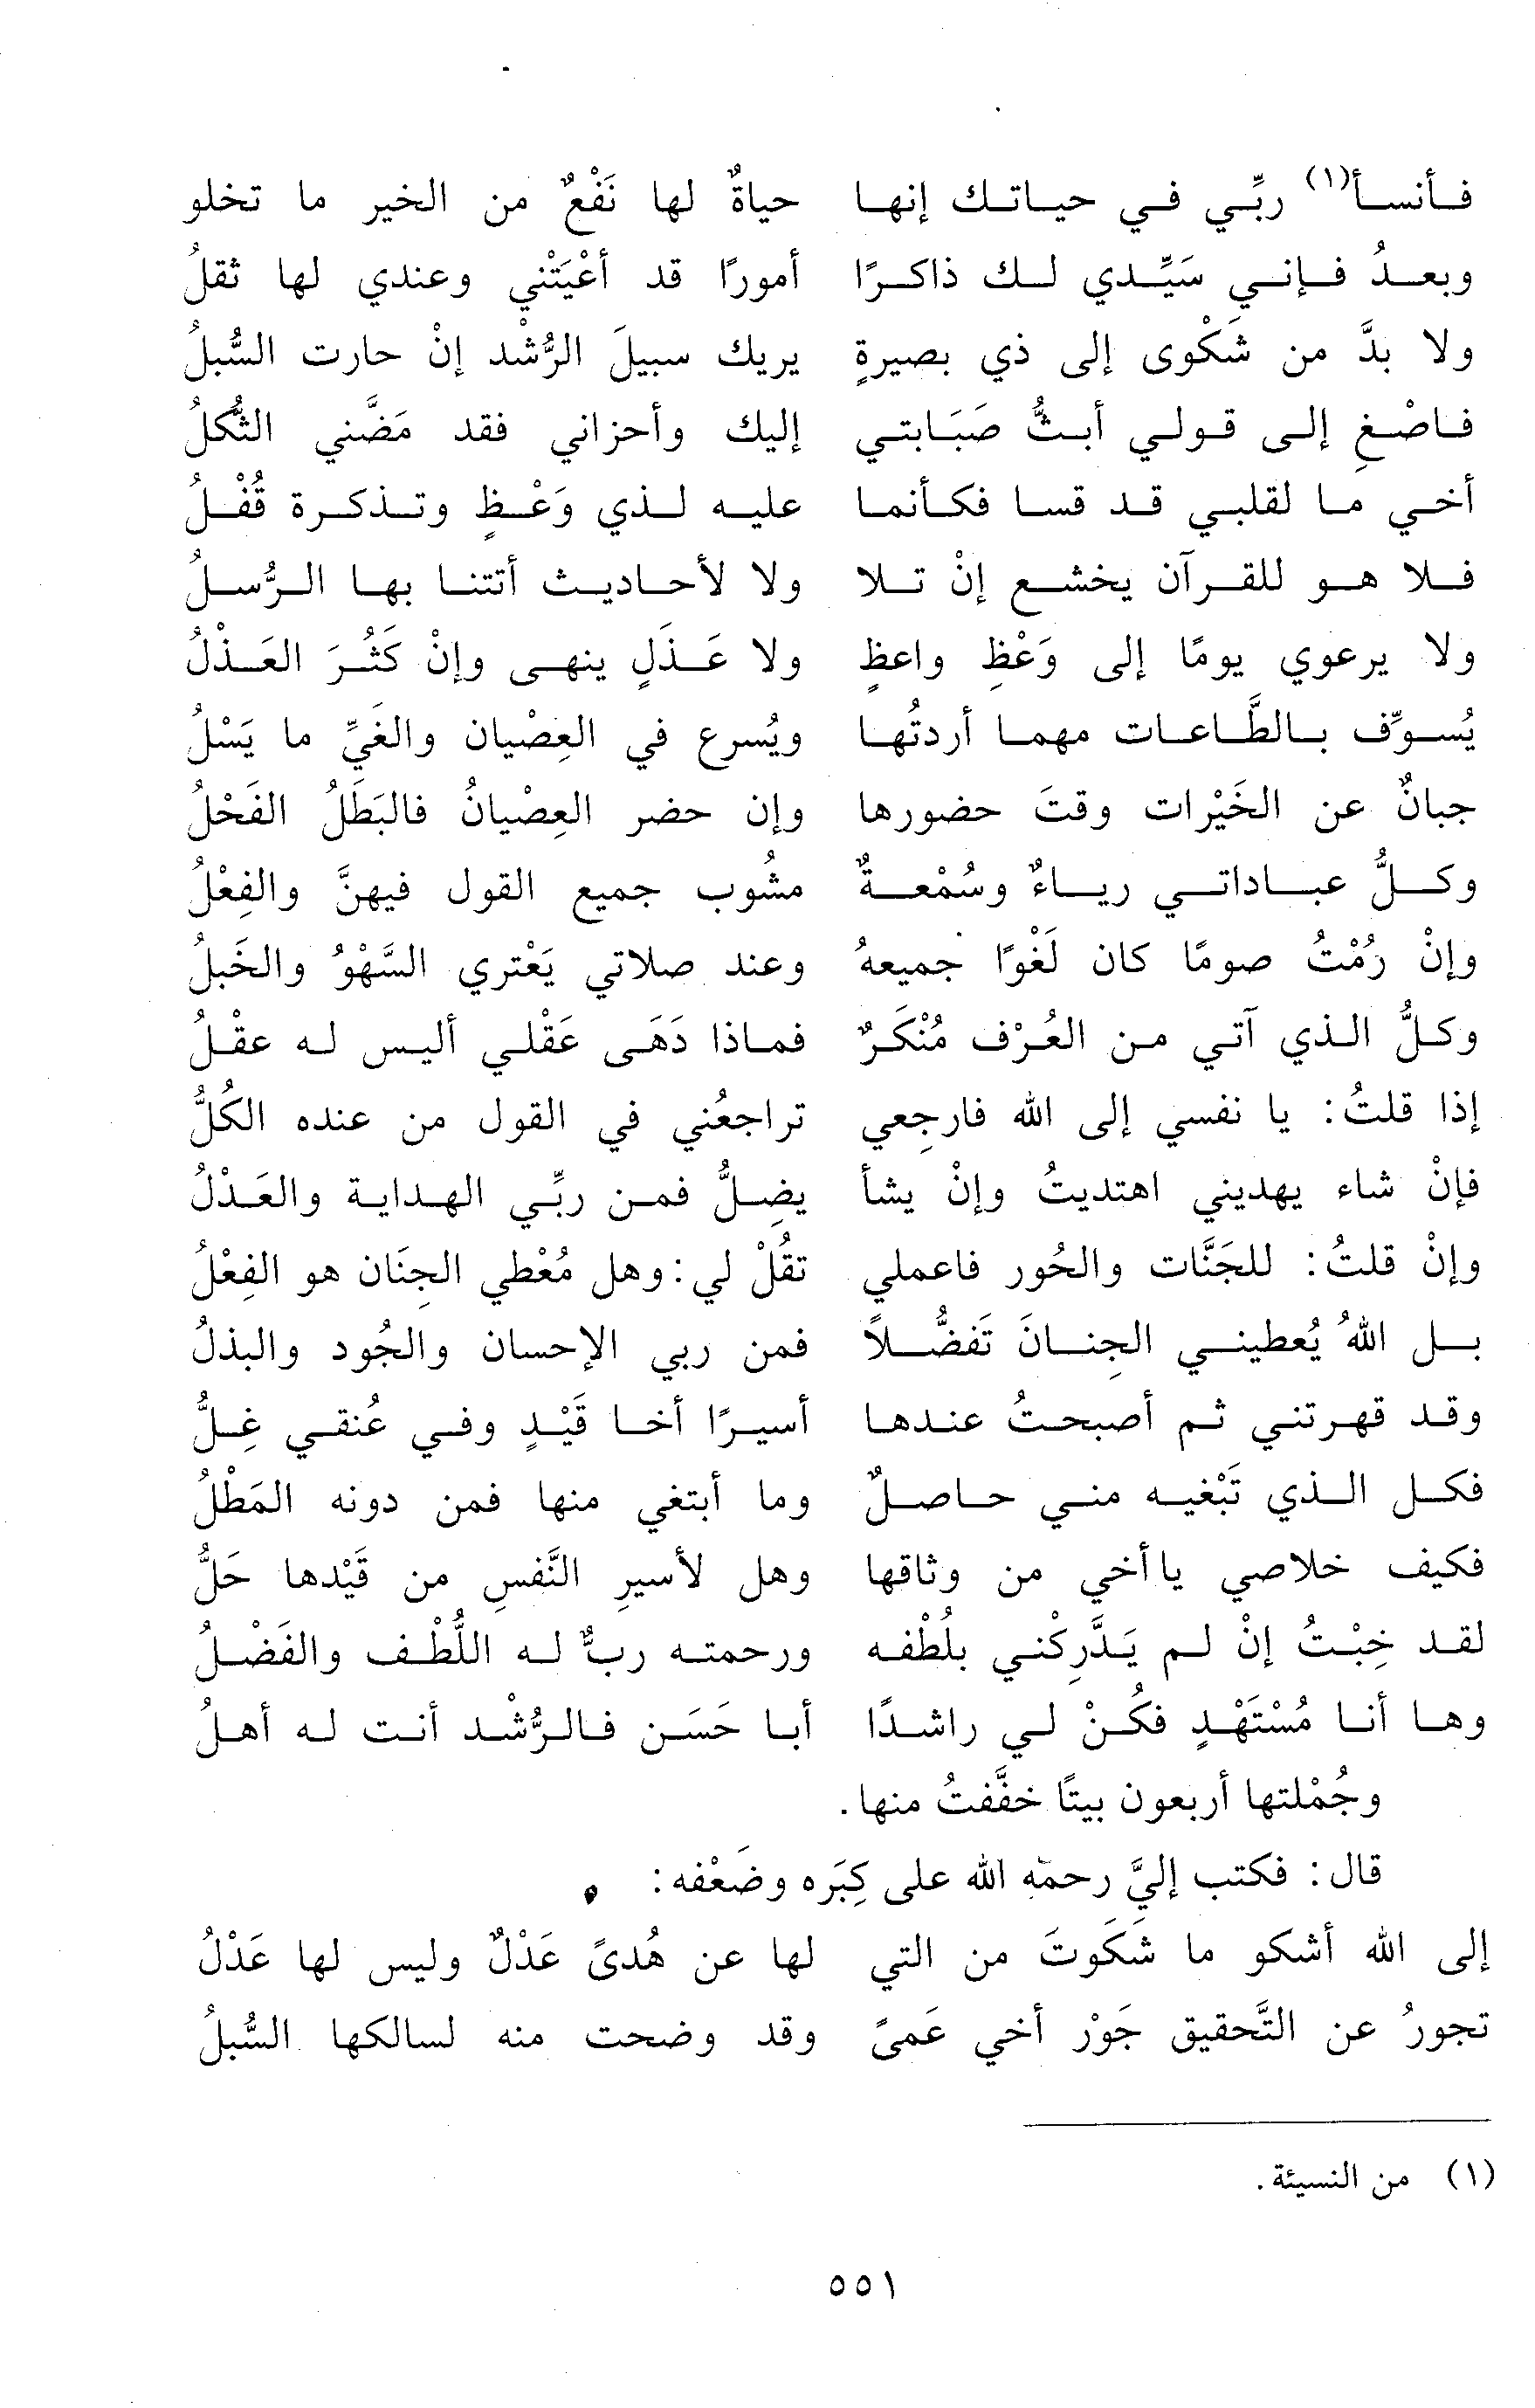 فأنسأ(١) ربِّي في حياتك إنها حياةٌ لها نَفْعٌ من الخير ما تخلو
وبعدُ فإني سَيِّدي لك ذاكرًا أمورًا قد أعْيَتْني وعندي لها ثقلُ
ولا بدَّ من شَكْوى إلى ذي بصيرةٍ يريك سبيلَ الرُّشْد إنْ حارت السُّبلُ
فاصْغِ إلى قولي أبثُّ صَبَابتي إليك وأحزاني فقد مَضَّني الثُّكلُ
أخي ما لقلبي قد قسا فكأنما عليه لذي وَعْظٍ وتذكرة قُفْلُ
فلا هو للقرآن يخشع إنْ تلا ولا لأحاديث أتتنا بها الرُّسلُ
ولا يرعوي يومًا إلى وَعْظِ واعظٍ ولا عَذَلٍ ينهى وإنْ كَثُرَ العَذْلُ
يُسوِّف بالطَّاعات مهما أردتُها ويُسرع في العِصْيان والغَيِّ ما يَسْلُ
جبانٌ عن الخَيْرات وقتَ حضورها وإن حضر العِصْيانُ فالبَطَلُ الفَحْلُ
وكلُّ عباداتي رياءٌ وسُمْعةٌ مشُوب جميع القول فيهنَّ والفِعْلُ
وإنْ رُمْتُ صومًا كان لَغْوًا جميعهُ وعند صلاتي يَعْتري السَّهْوُ والخَبلُ
وكلُّ الذي آتي من العُرْف مُنْكَرٌ فماذا دَهَى عَقْلي أليس له عقْلُ
إذا قلتُ: يا نفسي إلى الله فارجِعي تراجعُني في القول من عنده الكُلُّ
فإنْ شاء يهديني اهتديتُ وإنْ يشأ يضِلُّ فمن ربِّي الهداية والعَدْلُ
وإنْ قلتُ: للجَنَّات والحُور فاعملي تقُلْ لي: وهل مُعْطي الجِنَان هو الفِعْلُ
بل اللهُ يُعطيني الجِنانَ تَفضُّلاً فمن ربي الإحسان والجُود والبذلُ
وقد قهرتني ثم أصبحتُ عندها أسيرًا أخا قَيْدٍ وفي عُنقي غِلُّ
فكل الذي تَبْغيه مني حاصلٌ وما أبتغي منها فمن دونه المَطْلُ
فكيف خلاصي يا أخي من وثاقها وهل لأسيرِ النَّفسِ من قَيْدها حَلُّ
لقد خِبْتُ إنْ لم يَدَّرِكْني بلُطْفه ورحمته ربٌّ له اللُّطْف والفَضْلُ
وها أنا مُسْتَهْدٍ فكُنْ لي راشدًا أبا حَسَن فالرُّشْد أنت له أهلُ
وجُمْلتها أربعون بيتًا خفَّفتُ منها.
قال: فكتب إليَّ رحمه الله على كِبَره وضَعْفه:
إلى الله أشكو ما شَكَوتَ من التي لها عن هُدىً عَدْلٌ وليس لها عَدْلُ
تجورُ عن التَّحقيق جَوْر أخي عَمىً وقد وضحت منه لسالكها السُّبلُ
(١) من النسيئة.
٥٥١